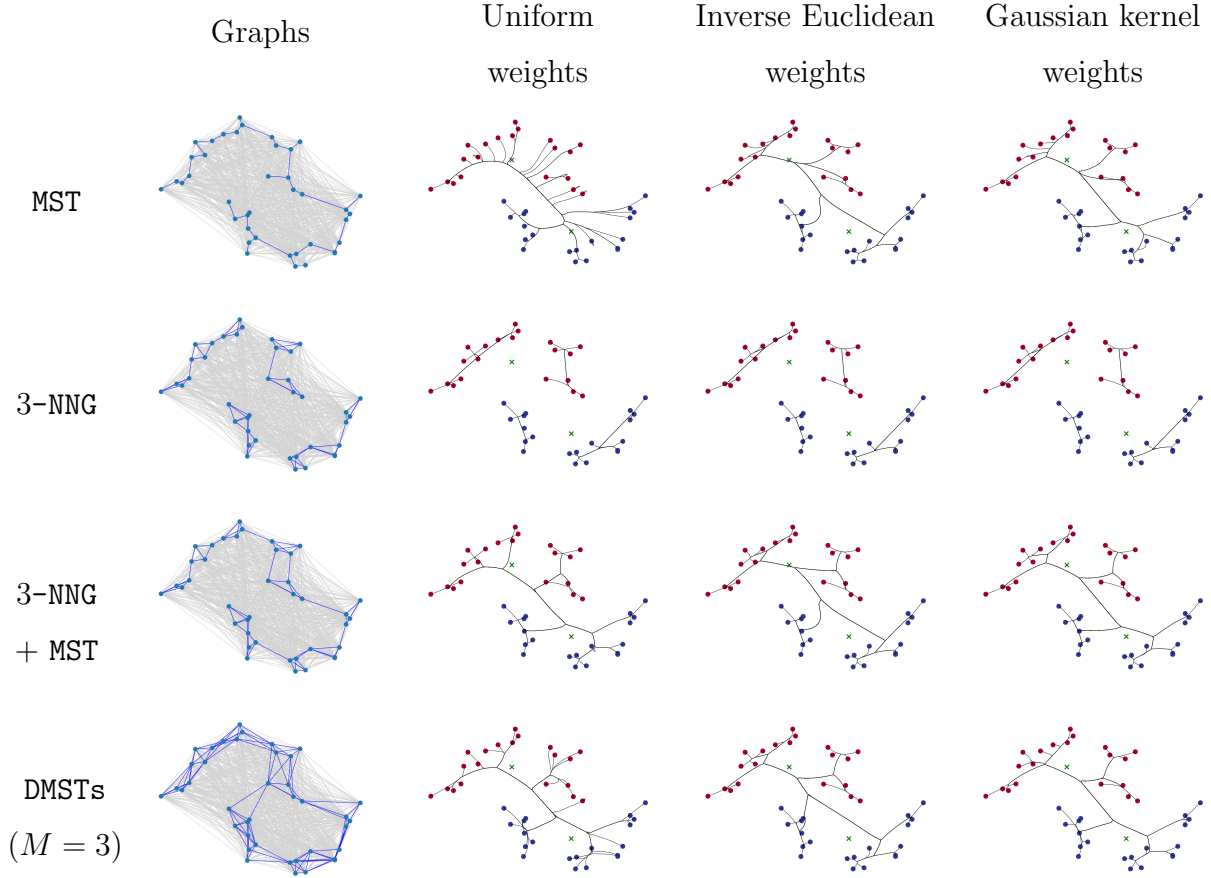 Graphs
Uniform
weights
Inverse Euclidean
weights
Gaussian kernel
weights
MST
3-NNG
3-NNG
+ MST
DMSTs
(M = 3)